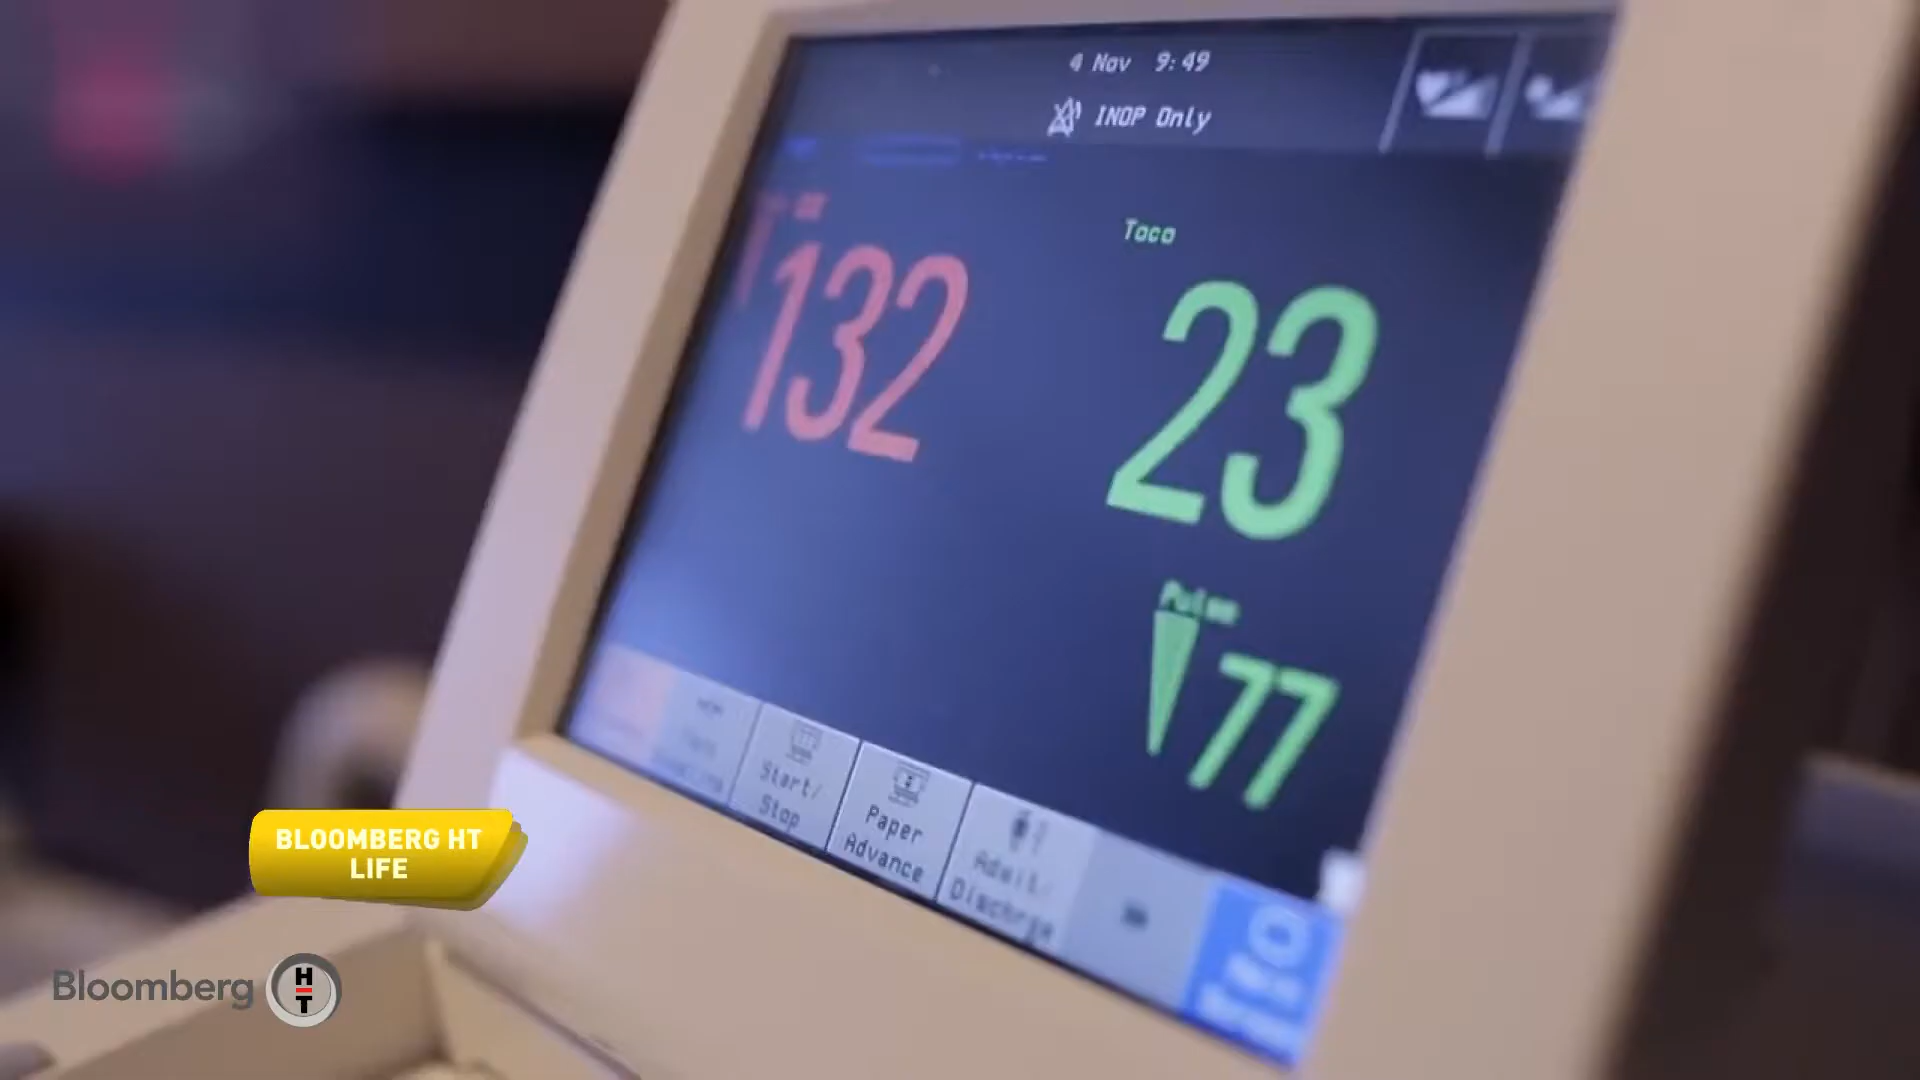 4 Nov 9:49
INOP Only
Toco
132
23
Pulse
77
Start/
Stop
Paper
Advance
Admit/
Dischrge
BLOOMBERG HT
LIFE
Bloomberg HT